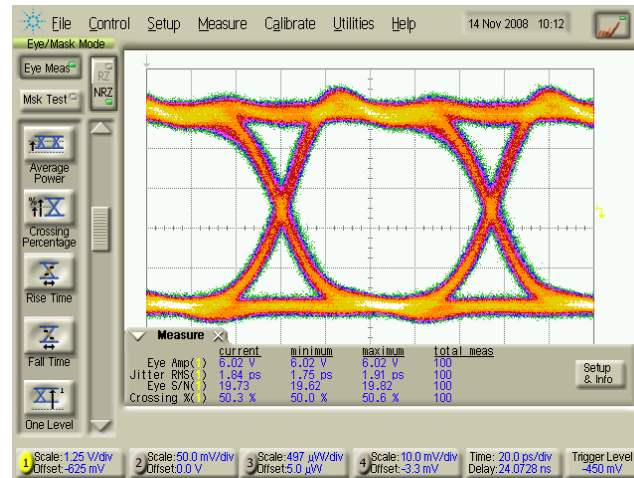 File Control Setup Measure Calibrate Utilities Help 14 Nov 2008 10:12
Eye/Mask Mode
Eye Meas
RZ
Msk Test
NRZ
Average
Power
Crossing
Percentage
Rise Time
Fall Time
One Level
Measure
current minimum maximum total meas
Eye Amp(1) 6.02 V 6.02 V 6.02 V 100
Jitter RMS(1) 1.84 ps 1.75 ps 1.91 ps 100
Eye S/N(1) 19.73 19.62 19.82 100
Crossing %(1) 50.3 % 50.0 % 50.6 % 100
Setup
& Info
1 Scale:1.25 V/div
Offset:-625 mV
2 Scale:50.0 mV/div
Offset:0.0 V
3 Scale:497 µW/div
Offset:5.0 µW
4 Scale:10.0 mV/div
Offset:-3.3 mV
Time: 20.0 ps/div
Delay:24.0728 ns
Trigger Level
-450 mV